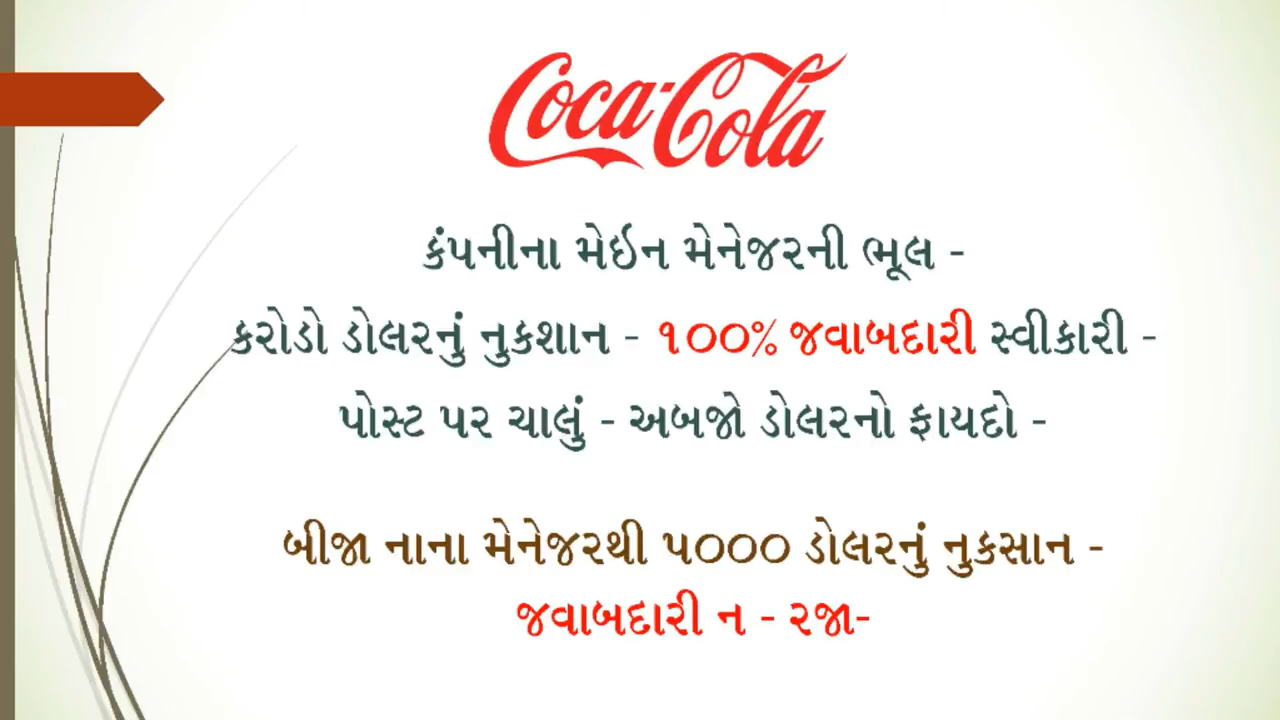 Coca-Cola
કંપનીના મેઇન મેનેજરની ભૂલ -
કરોડો ડોલરનું નુકશાન - ૧૦૦% જવાબદારી સ્વીકારી -
પોસ્ટ પર ચાલું - અબજો ડોલરનો ફાયદો -
બીજા નાના મેનેજરથી ૫૦૦૦ ડોલરનું નુકસાન -
જવાબદારી ન - રજા-